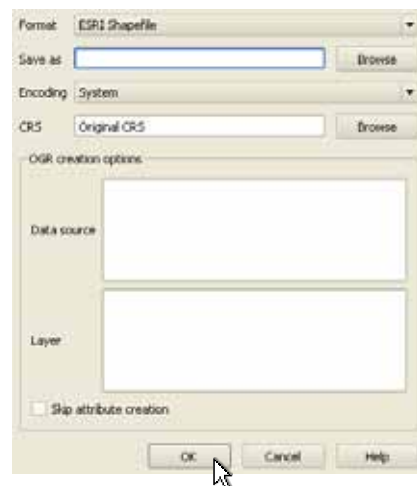 Format ESRI Shapefile
Save as Browse
Encoding System
CRS Original CRS Browse
OGR creation options
Data source
Layer
Skip attribute creation
OK Cancel Help